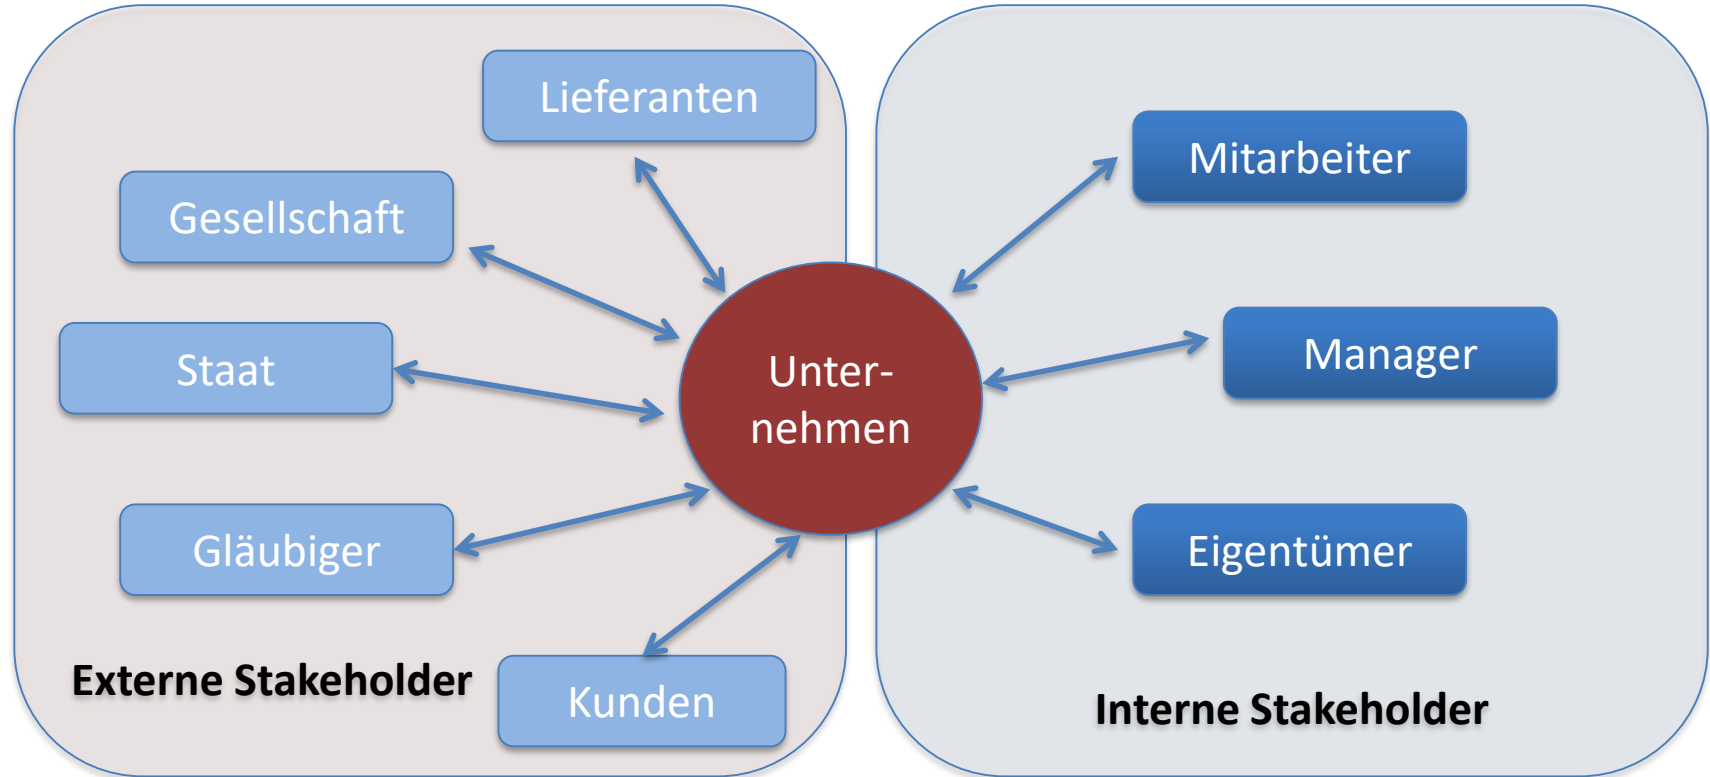 Lieferanten
Gesellschaft
Staat
Gläubiger
Kunden
Externe Stakeholder
Unter-
nehmen
Mitarbeiter
Manager
Eigentümer
Interne Stakeholder